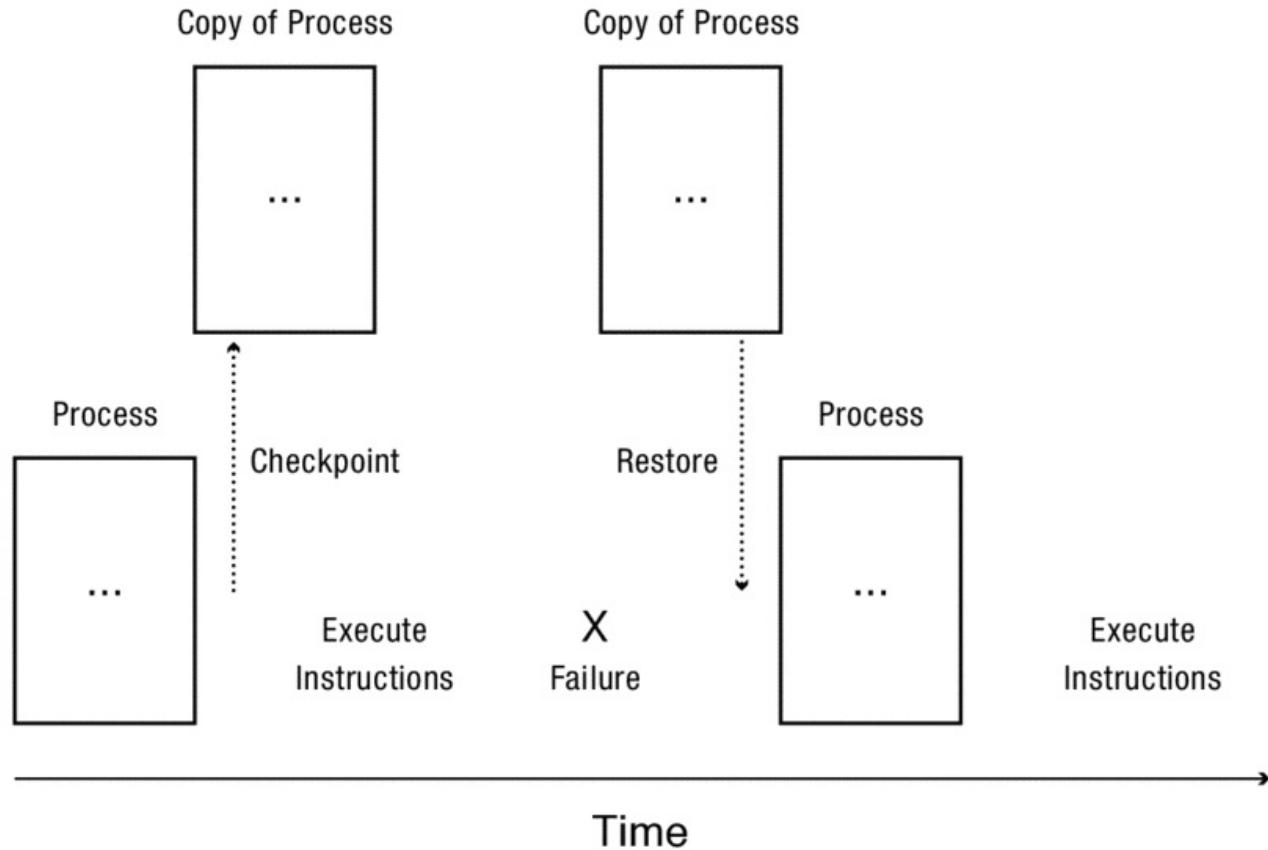 Copy of Process
Copy of Process
...
...
Process
Process
Checkpoint
Restore
...
...
Execute
Instructions
X
Failure
Execute
Instructions
Time